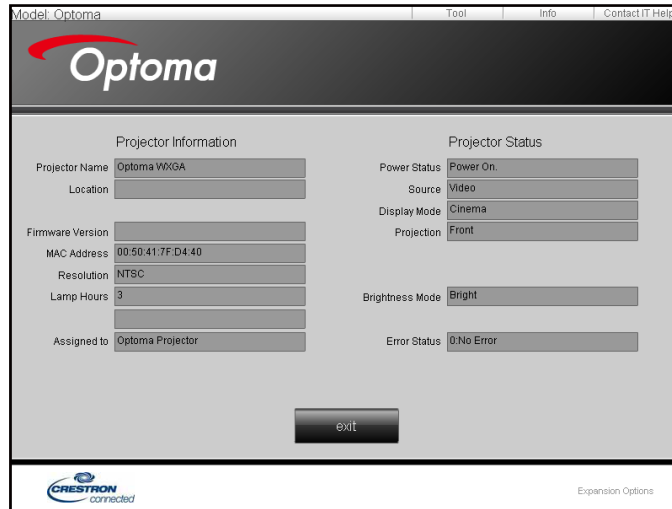 Model: Optoma
Tool
Info
Contact IT Help
Optoma
Projector Information
Projector Name Optoma WXGA
Location
Firmware Version
MAC Address 00:50:41:7F:D4:40
Resolution NTSC
Lamp Hours 3
Assigned to Optoma Projector
Projector Status
Power Status Power On.
Source Video
Display Mode Cinema
Projection Front
Brightness Mode Bright
Error Status 0:No Error
exit
CRESTRON
connected
Expansion Options